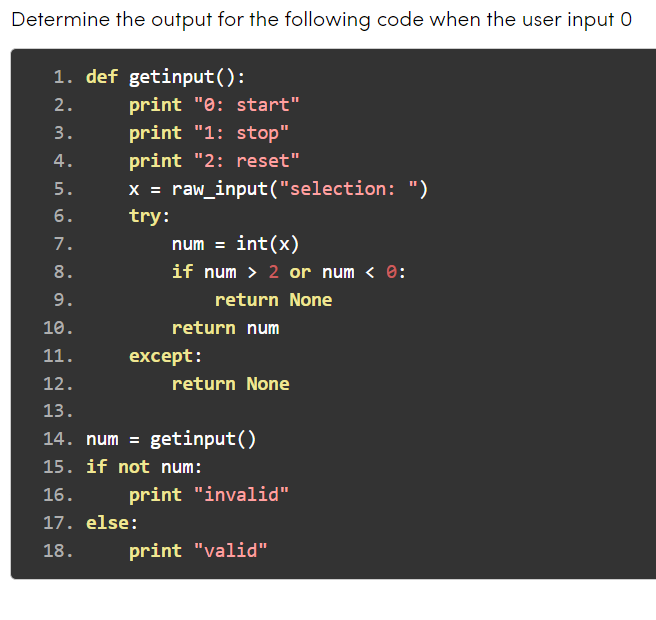 Determine the output for the following code when the user input 0
1. def getinput():
2.     print "0: start"
3.     print "1: stop"
4.     print "2: reset"
5.     x = raw_input("selection: ")
6.     try:
7.         num = int(x)
8.         if num > 2 or num < 0:
9.             return None
10.         return num
11.     except:
12.         return None
13.
14. num = getinput()
15. if not num:
16.     print "invalid"
17. else:
18.     print "valid"